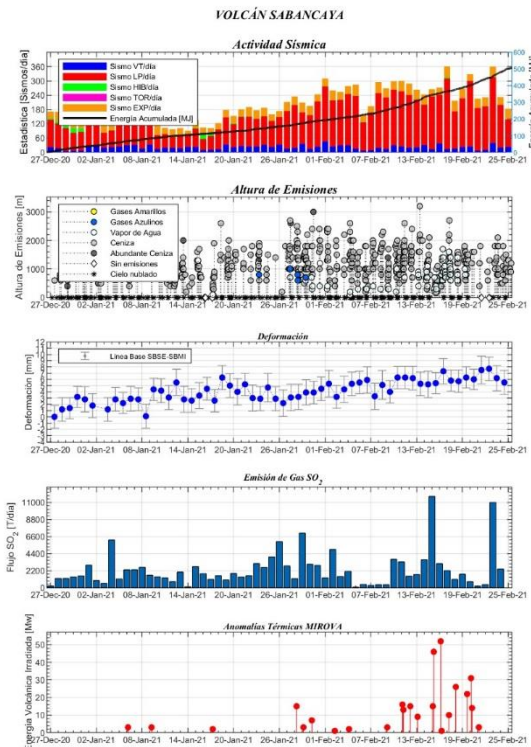 VOLCÁN SABANCAYA
Actividad Sísmica
Estadística [Sismos/día]
360
300
240
180
120
60
0
600
500
400
300
200
100
0
Sismo VT/día
Sismo LP/día
Sismo HIB/día
Sismo TOR/día
Sismo EXP/día
Energía Acumulada [MJ]
27-Dec-20 02-Jan-21 08-Jan-21 14-Jan-21 20-Jan-21 26-Jan-21 01-Feb-21 07-Feb-21 13-Feb-21 19-Feb-21 25-Feb-21
Altura de Emisiones
Altura de Emisiones [m]
3000
2000
1000
0
Gases Amarillos
Gases Azulinos
Vapor de Agua
Ceniza
Abundante Ceniza
Sin emisiones
Cielo nublado
27-Dec-20 02-Jan-21 08-Jan-21 14-Jan-21 20-Jan-21 26-Jan-21 01-Feb-21 07-Feb-21 13-Feb-21 19-Feb-21 25-Feb-21
Deformación
Deformación [mm]
Linea Base SBSE-SBMI
27-Dec-20 02-Jan-21 08-Jan-21 14-Jan-21 20-Jan-21 26-Jan-21 01-Feb-21 07-Feb-21 13-Feb-21 19-Feb-21 25-Feb-21
Emisión de Gas SO2
Flujo SO2 [T/día]
11000
8800
6600
4400
2200
0
27-Dec-20 02-Jan-21 08-Jan-21 14-Jan-21 20-Jan-21 26-Jan-21 01-Feb-21 07-Feb-21 13-Feb-21 19-Feb-21 25-Feb-21
Anomalías Térmicas MIROVA
Energía Volcánica Irradiada [Mw]
50
40
30
20
10
0
27-Dec-20 02-Jan-21 08-Jan-21 14-Jan-21 20-Jan-21 26-Jan-21 01-Feb-21 07-Feb-21 13-Feb-21 19-Feb-21 25-Feb-21